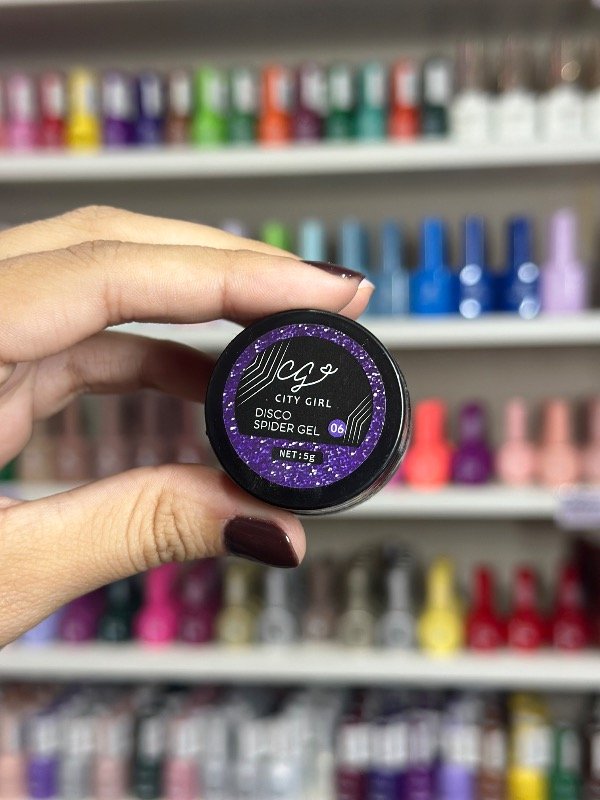 CG
CITY GIRL
DISCO
SPIDER GEL 06
NET:5g